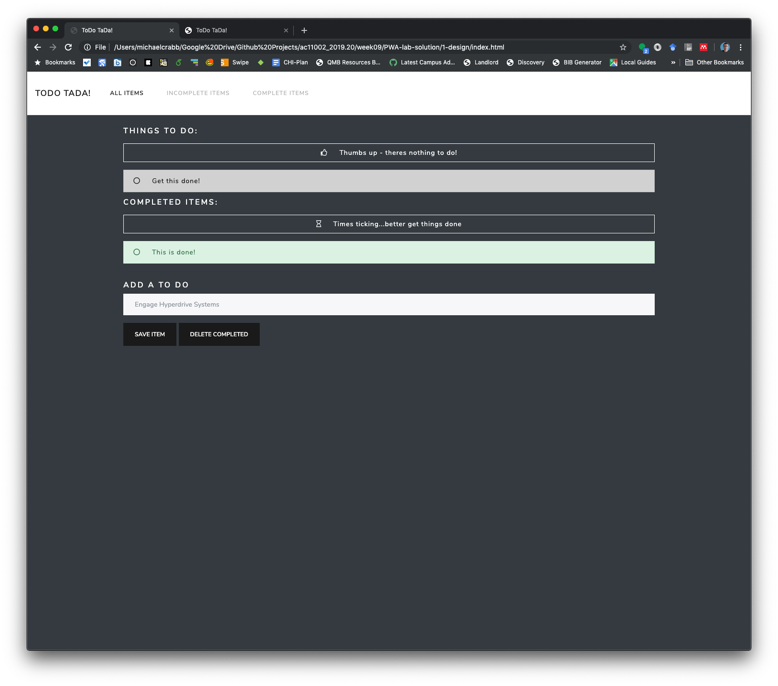 ToDo TaDa!
ToDo TaDa!
File | /Users/michaelcrabb/Google%20Drive/Github%20Projects/ac11002_2019.20/week09/PWA-lab-solution/1-design/index.html
Bookmarks Swipe CHI-Plan QMB Resources B... Latest Campus Ad... Landlord Discovery BIB Generator Local Guides » Other Bookmarks
TODO TADA! ALL ITEMS INCOMPLETE ITEMS COMPLETE ITEMS
THINGS TO DO:
Thumbs up - theres nothing to do!
Get this done!
COMPLETED ITEMS:
Times ticking...better get things done
This is done!
ADD A TO DO
Engage Hyperdrive Systems
SAVE ITEM DELETE COMPLETED